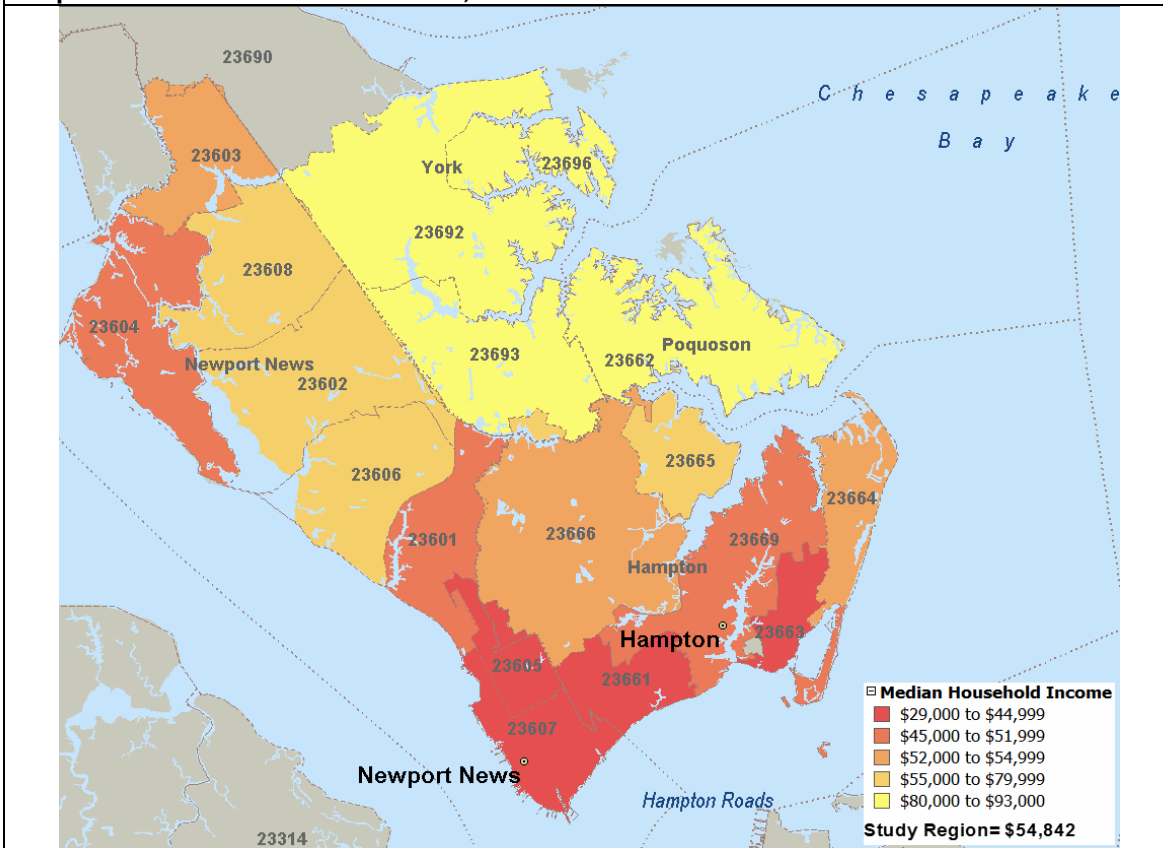 23690
C h e s a p e a k e
B a y
23603
York
23696
23692
23608
23604
23693
Poquoson
23662
Newport News
23602
23665
23606
23664
23666
23601
23669
Hampton
Hampton
23663
23605
23661
23607
Newport News
Hampton Roads
23314
Median Household Income
$29,000 to $44,999
$45,000 to $51,999
$52,000 to $54,999
$55,000 to $79,999
$80,000 to $93,000
Study Region= $54,842